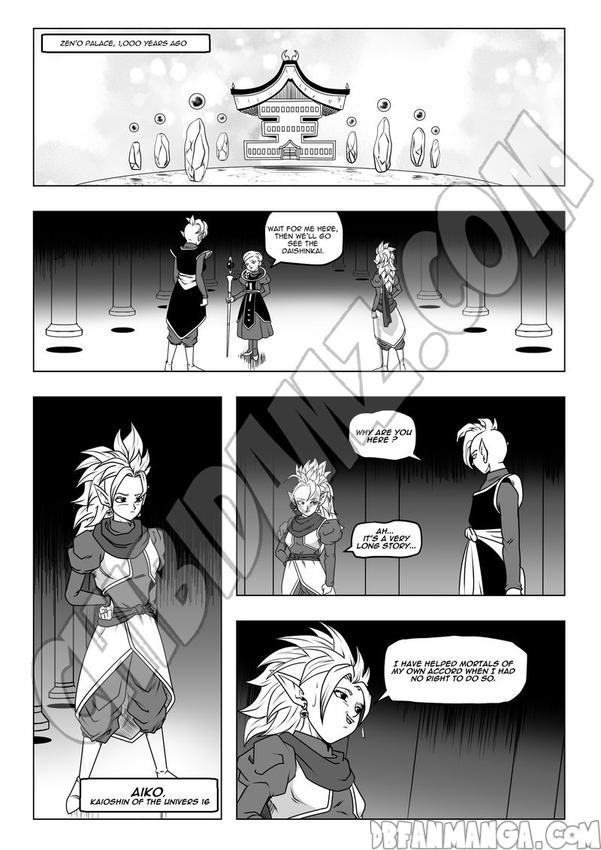 ZEN'O PALACE, 1,000 YEARS AGO
WAIT FOR ME HERE,
THEN WE'LL GO
SEE THE
DAISHINKAI.
WHY ARE YOU
HERE ?
AH...
IT'S A VERY
LONG STORY...
AIKO,
KAIOSHIN OF THE UNIVERS 16
I HAVE HELPED MORTALS OF
MY OWN ACCORD WHEN I HAD
NO RIGHT TO DO SO.
CHIBIDAMZ.COM
DBFANMANGA.COM